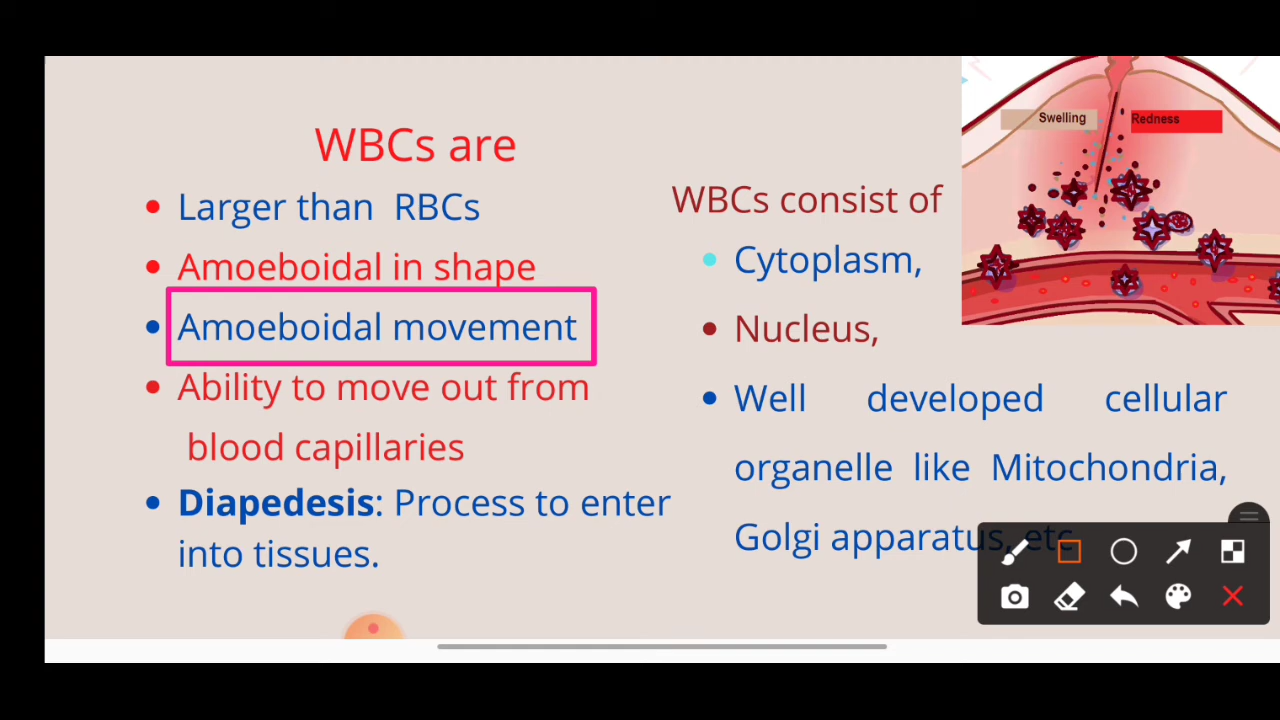 WBCs are
Larger than RBCs
Amoeboidal in shape
Amoeboidal movement
Ability to move out from
blood capillaries
Diapedesis: Process to enter
into tissues.
WBCs consist of
Cytoplasm,
Nucleus,
Well developed cellular
organelle like Mitochondria,
Golgi apparatus, etc
Swelling
Redness